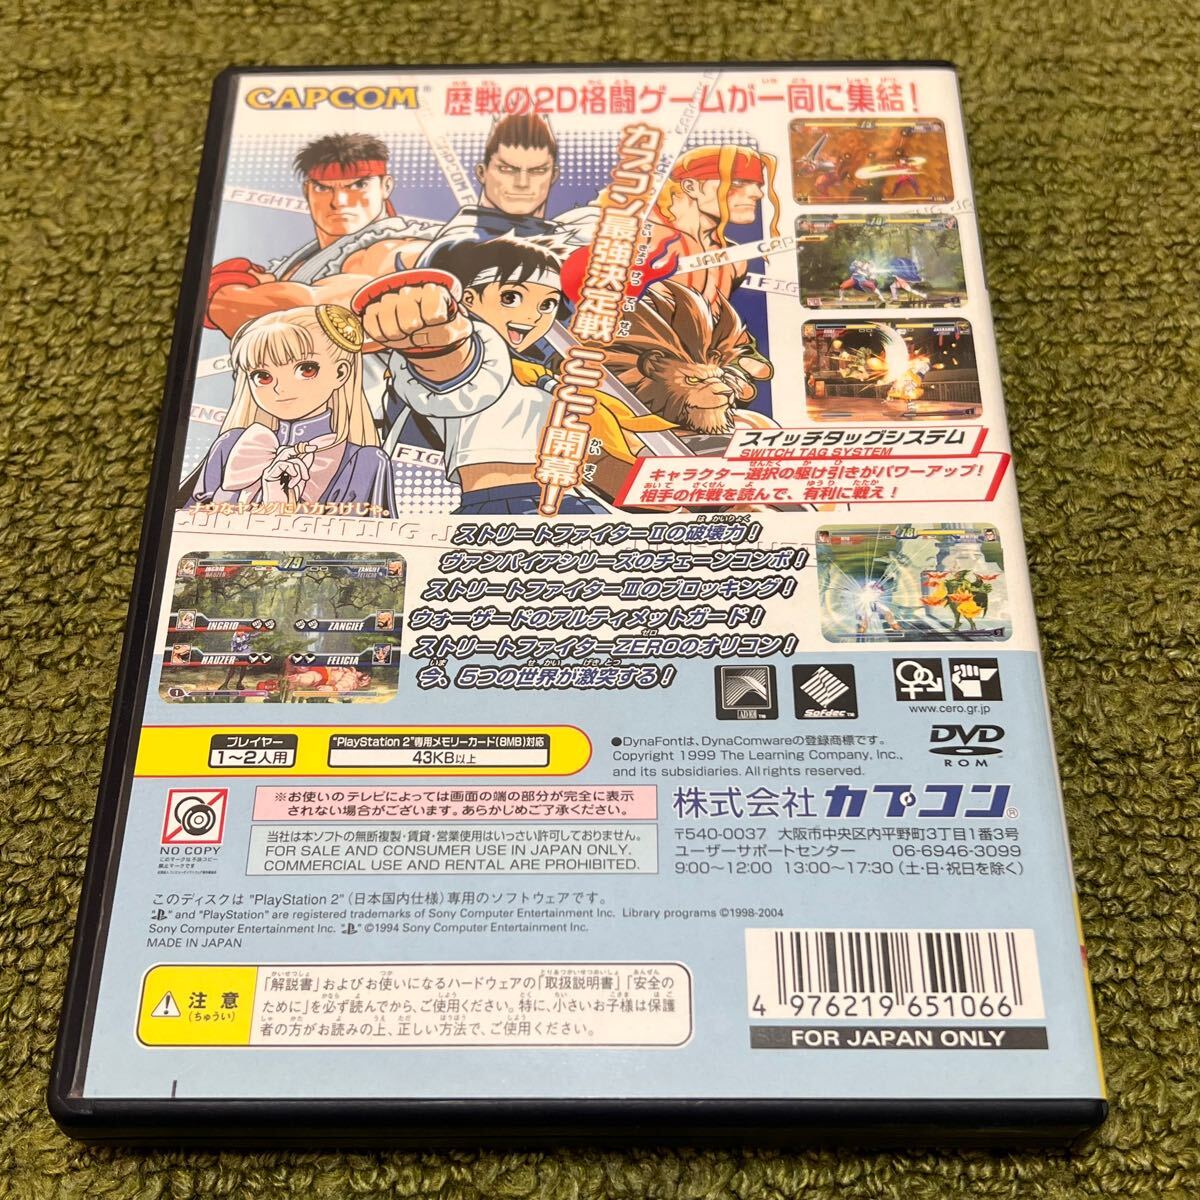 CAPCOM®
歴戦の2D格闘ゲームが一同に集結!
カプコン最強決定戦 ここに開幕!
FIGHTING
CAPCOM
JAM
スイッチタッグシステム
SWITCH TAG SYSTEM
キャラクター選択の駆け引きがパワーアップ!
相手の作戦を読んで、有利に戦え!
ストリートファイターIIの破壊力!
ヴァンパイアシリーズのチェーンコンボ!
ストリートファイターIIIのブロッキング!
ウォーザードのアルティメットガード!
ストリートファイターZEROのオリコン!
今、5つの世界が激突する!
INGRID
HAUZER
79
ZANGIEF
FELICIA
INGRID
ZANGIEF
HAUZER
FELICIA
78
ADX TM
Sofdec TM
www.cero.gr.jp
プレイヤー
1〜2人用
"PlayStation 2"専用メモリーカード(8MB)対応
43KB以上
●DynaFontは、DynaComwareの登録商標です。
Copyright 1999 The Learning Company, Inc.,
and its subsidiaries. All rights reserved.
DVD
ROM
NO COPY
※お使いのテレビによっては画面の端の部分が完全に表示
されない場合がございます。あらかじめご了承ください。
当社は本ソフトの無断複製・賃貸・営業使用はいっさい許可しておりません。
FOR SALE AND CONSUMER USE IN JAPAN ONLY.
COMMERCIAL USE AND RENTAL ARE PROHIBITED.
株式会社カプコン®
〒540-0037 大阪市中央区内平野町3丁目1番3号
ユーザーサポートセンター 06-6946-3099
9:00〜12:00 13:00〜17:30 (土・日・祝日を除く)
このディスクは "PlayStation 2" (日本国内仕様) 専用のソフトウェアです。
" " and "PlayStation" are registered trademarks of Sony Computer Entertainment Inc. Library programs ©1998-2004
Sony Computer Entertainment Inc. " " ©1994 Sony Computer Entertainment Inc.
MADE IN JAPAN
注意
(ちゅうい)
「解説書」およびお使いになるハードウェアの「取扱説明書」「安全の
ために」を必ず読んでから、ご使用ください。特に、小さいお子様は保護
者の方がお読みの上、正しい方法で、ご使用ください。
4 976219 651066
FOR JAPAN ONLY